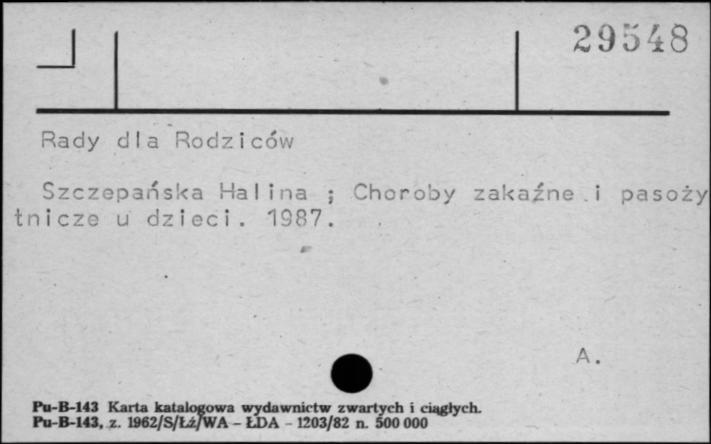 29548
Rady dla Rodziców
Szczepańska Halina ; Choroby zakaźne i pasoży
tnicze u dzieci. 1987.
A.
Pu-B-143 Karta katalogowa wydawnictw zwartych i ciągłych.
Pu-B-143, z. 1962/S/Łź/WA - ŁDA - 1203/82 n. 500 000